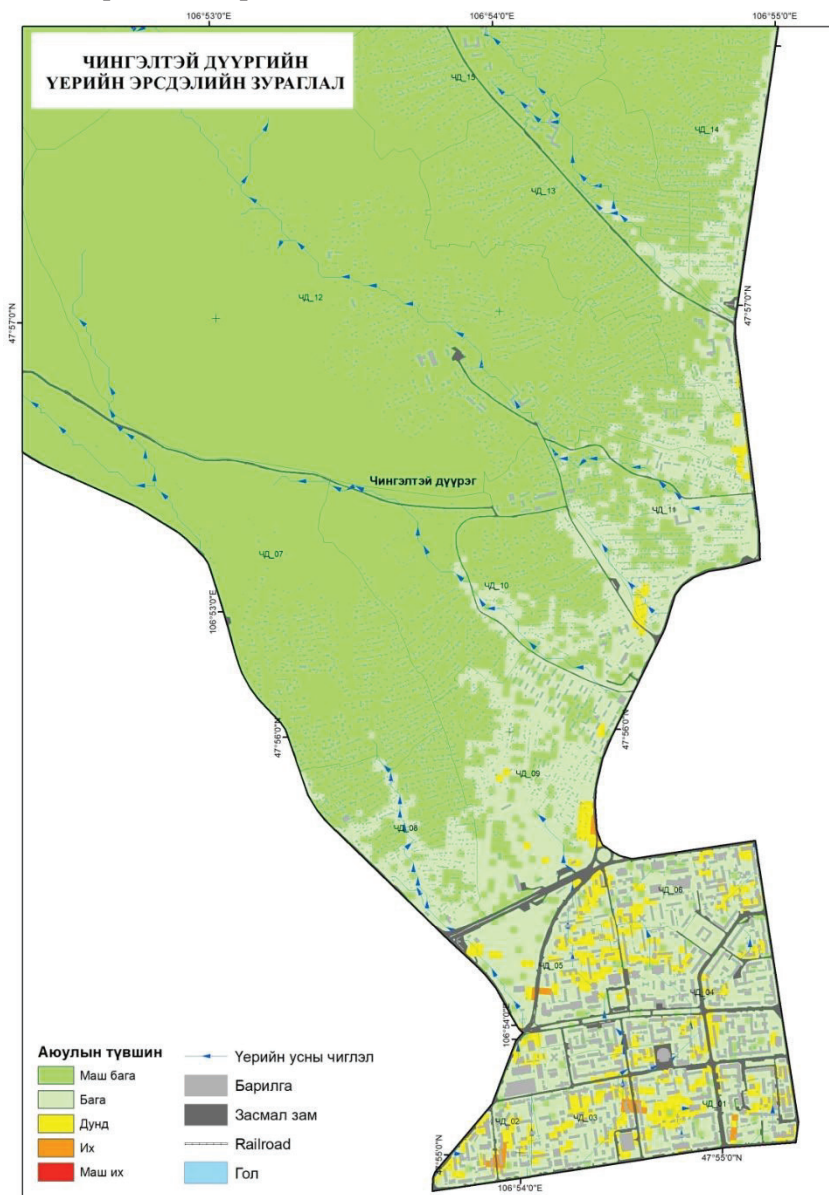 106°53'0"E
106°54'0"E
106°55'0"E
ЧИНГЭЛТЭЙ ДҮҮРГИЙН
ҮЕРИЙН ЭРСДЭЛИЙН ЗУРАГЛАЛ
ЧД_15
ЧД_14
ЧД_13
ЧД_12
47°57'0"N
47°57'0"N
Чингэлтэй дүүрэг
ЧД_11
ЧД_07
ЧД_10
106°53'0"E
47°56'0"N
47°56'0"N
ЧД_09
ЧД_08
ЧД_06
ЧД_05
ЧД_04
106°54'0"E
ЧД_01
ЧД_02
ЧД_03
47°55'0"N
47°55'0"N
106°54'0"E
Аюулын түвшин
Маш бага
Бага
Дунд
Их
Маш их
Үерийн усны чиглэл
Барилга
Засмал зам
Railroad
Гол